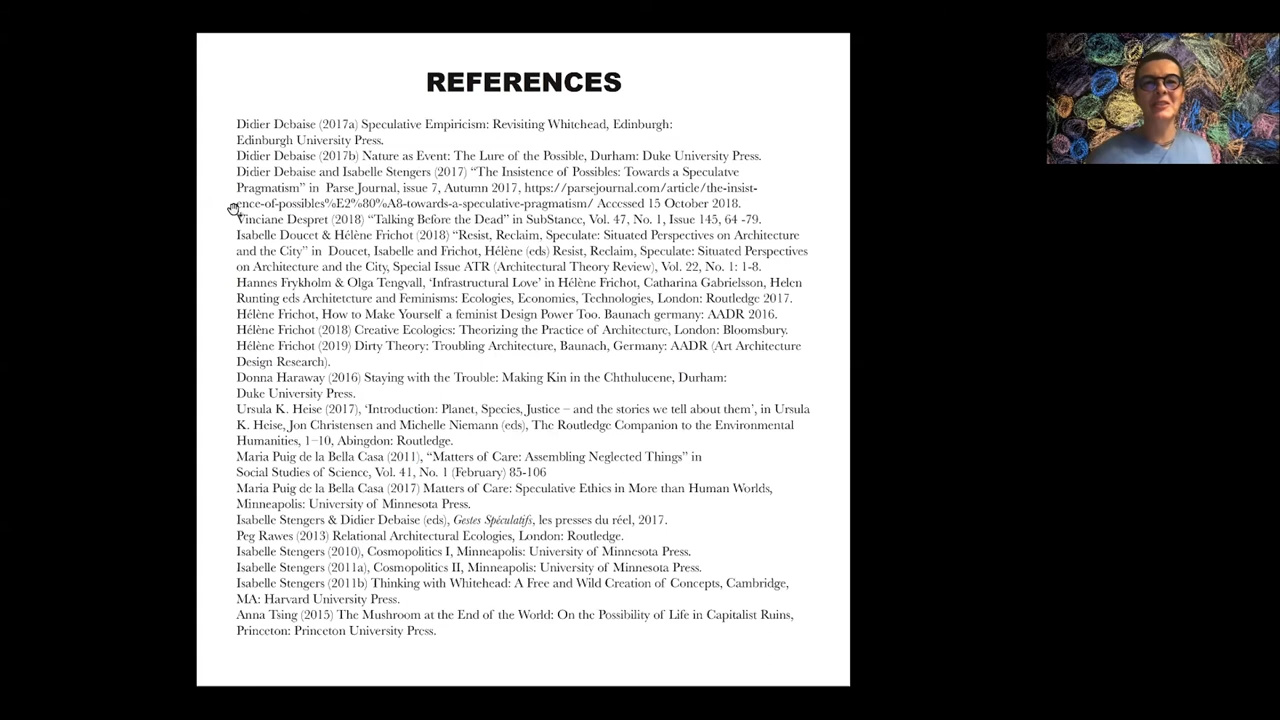 REFERENCES
Didier Debaise (2017a) Speculative Empiricism: Revisiting Whitehead, Edinburgh:
Edinburgh University Press.
Didier Debaise (2017b) Nature as Event: The Lure of the Possible, Durham: Duke University Press.
Didier Debaise and Isabelle Stengers (2017) “The Insistence of Possibles: Towards a Speculatve
Pragmatism” in Parse Journal, issue 7, Autumn 2017, https://parsejournal.com/article/the-insist-
ence-of-possibles%E2%80%A8-towards-a-speculative-pragmatism/ Accessed 15 October 2018.
Vinciane Despret (2018) “Talking Before the Dead” in SubStance, Vol. 47, No. 1, Issue 145, 64 -79.
Isabelle Doucet & Hélène Frichot (2018) “Resist, Reclaim, Speculate: Situated Perspectives on Architecture
and the City” in Doucet, Isabelle and Frichot, Hélène (eds) Resist, Reclaim, Speculate: Situated Perspectives
on Architecture and the City, Special Issue ATR (Architectural Theory Review), Vol. 22, No. 1: 1-8.
Hannes Frykholm & Olga Tengvall, ‘Infrastructural Love’ in Hélène Frichot, Catharina Gabrielsson, Helen
Runting eds Architetcture and Feminisms: Ecologies, Economics, Technologies, London: Routledge 2017.
Hélène Frichot, How to Make Yourself a feminist Design Power Too. Baunach germany: AADR 2016.
Hélène Frichot (2018) Creative Ecologies: Theorizing the Practice of Architecture, London: Bloomsbury.
Hélène Frichot (2019) Dirty Theory: Troubling Architecture, Baunach, Germany: AADR (Art Architecture
Design Research).
Donna Haraway (2016) Staying with the Trouble: Making Kin in the Chthulucene, Durham:
Duke University Press.
Ursula K. Heise (2017), ‘Introduction: Planet, Species, Justice – and the stories we tell about them’, in Ursula
K. Heise, Jon Christensen and Michelle Niemann (eds), The Routledge Companion to the Environmental
Humanities, 1–10, Abingdon: Routledge.
Maria Puig de la Bella Casa (2011), “Matters of Care: Assembling Neglected Things” in
Social Studies of Science, Vol. 41, No. 1 (February) 85-106
Maria Puig de la Bella Casa (2017) Matters of Care: Speculative Ethics in More than Human Worlds,
Minneapolis: University of Minnesota Press.
Isabelle Stengers & Didier Debaise (eds), Gestes Spéculatifs, les presses du réel, 2017.
Peg Rawes (2013) Relational Architectural Ecologies, London: Routledge.
Isabelle Stengers (2010), Cosmopolitics I, Minneapolis: University of Minnesota Press.
Isabelle Stengers (2011a), Cosmopolitics II, Minneapolis: University of Minnesota Press.
Isabelle Stengers (2011b) Thinking with Whitehead: A Free and Wild Creation of Concepts, Cambridge,
MA: Harvard University Press.
Anna Tsing (2015) The Mushroom at the End of the World: On the Possibility of Life in Capitalist Ruins,
Princeton: Princeton University Press.